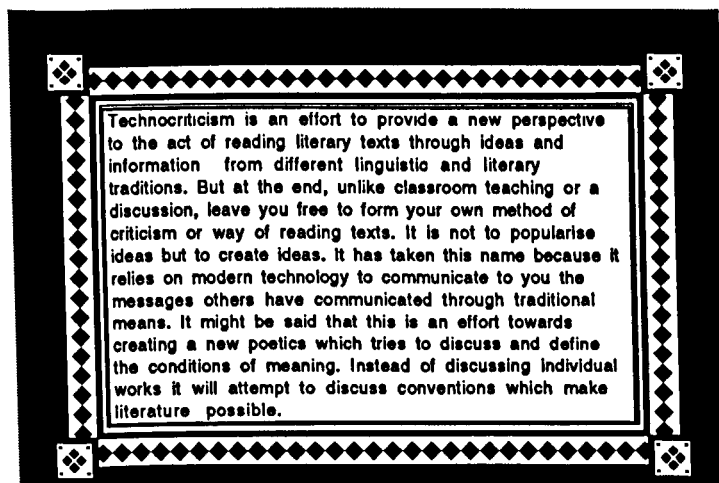 Technocriticism is an effort to provide a new perspective
to the act of reading literary texts through ideas and
information from different linguistic and literary
traditions. But at the end, unlike classroom teaching or a
discussion, leave you free to form your own method of
criticism or way of reading texts. It is not to popularise
ideas but to create ideas. It has taken this name because it
relies on modern technology to communicate to you the
messages others have communicated through traditional
means. It might be said that this is an effort towards
creating a new poetics which tries to discuss and define
the conditions of meaning. Instead of discussing individual
works it will attempt to discuss conventions which make
literature possible.